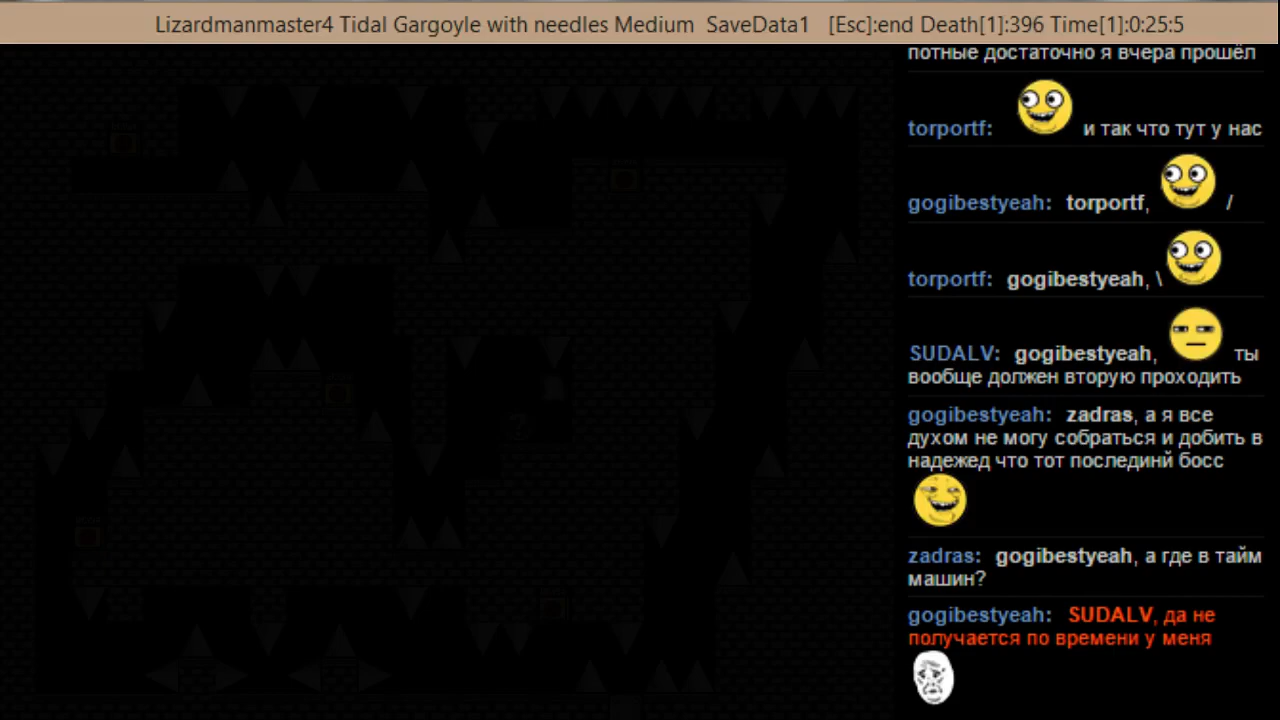 Lizardmanmaster4 Tidal Gargoyle with needles Medium  SaveData1   [Esc]:end Death[1]:396 Time[1]:0:25:5
потные достаточно я вчера прошёл
torportf: и так что тут у нас
gogibestyeah: torportf, /
torportf: gogibestyeah, \
SUDALV: gogibestyeah, ты
вообще должен вторую проходить
gogibestyeah: zadras, а я все
духом не могу собраться и добить в
надежед что тот послединй босс
zadras: gogibestyeah, а где в тайм
машин?
gogibestyeah: SUDALV, да не
получается по времени у меня